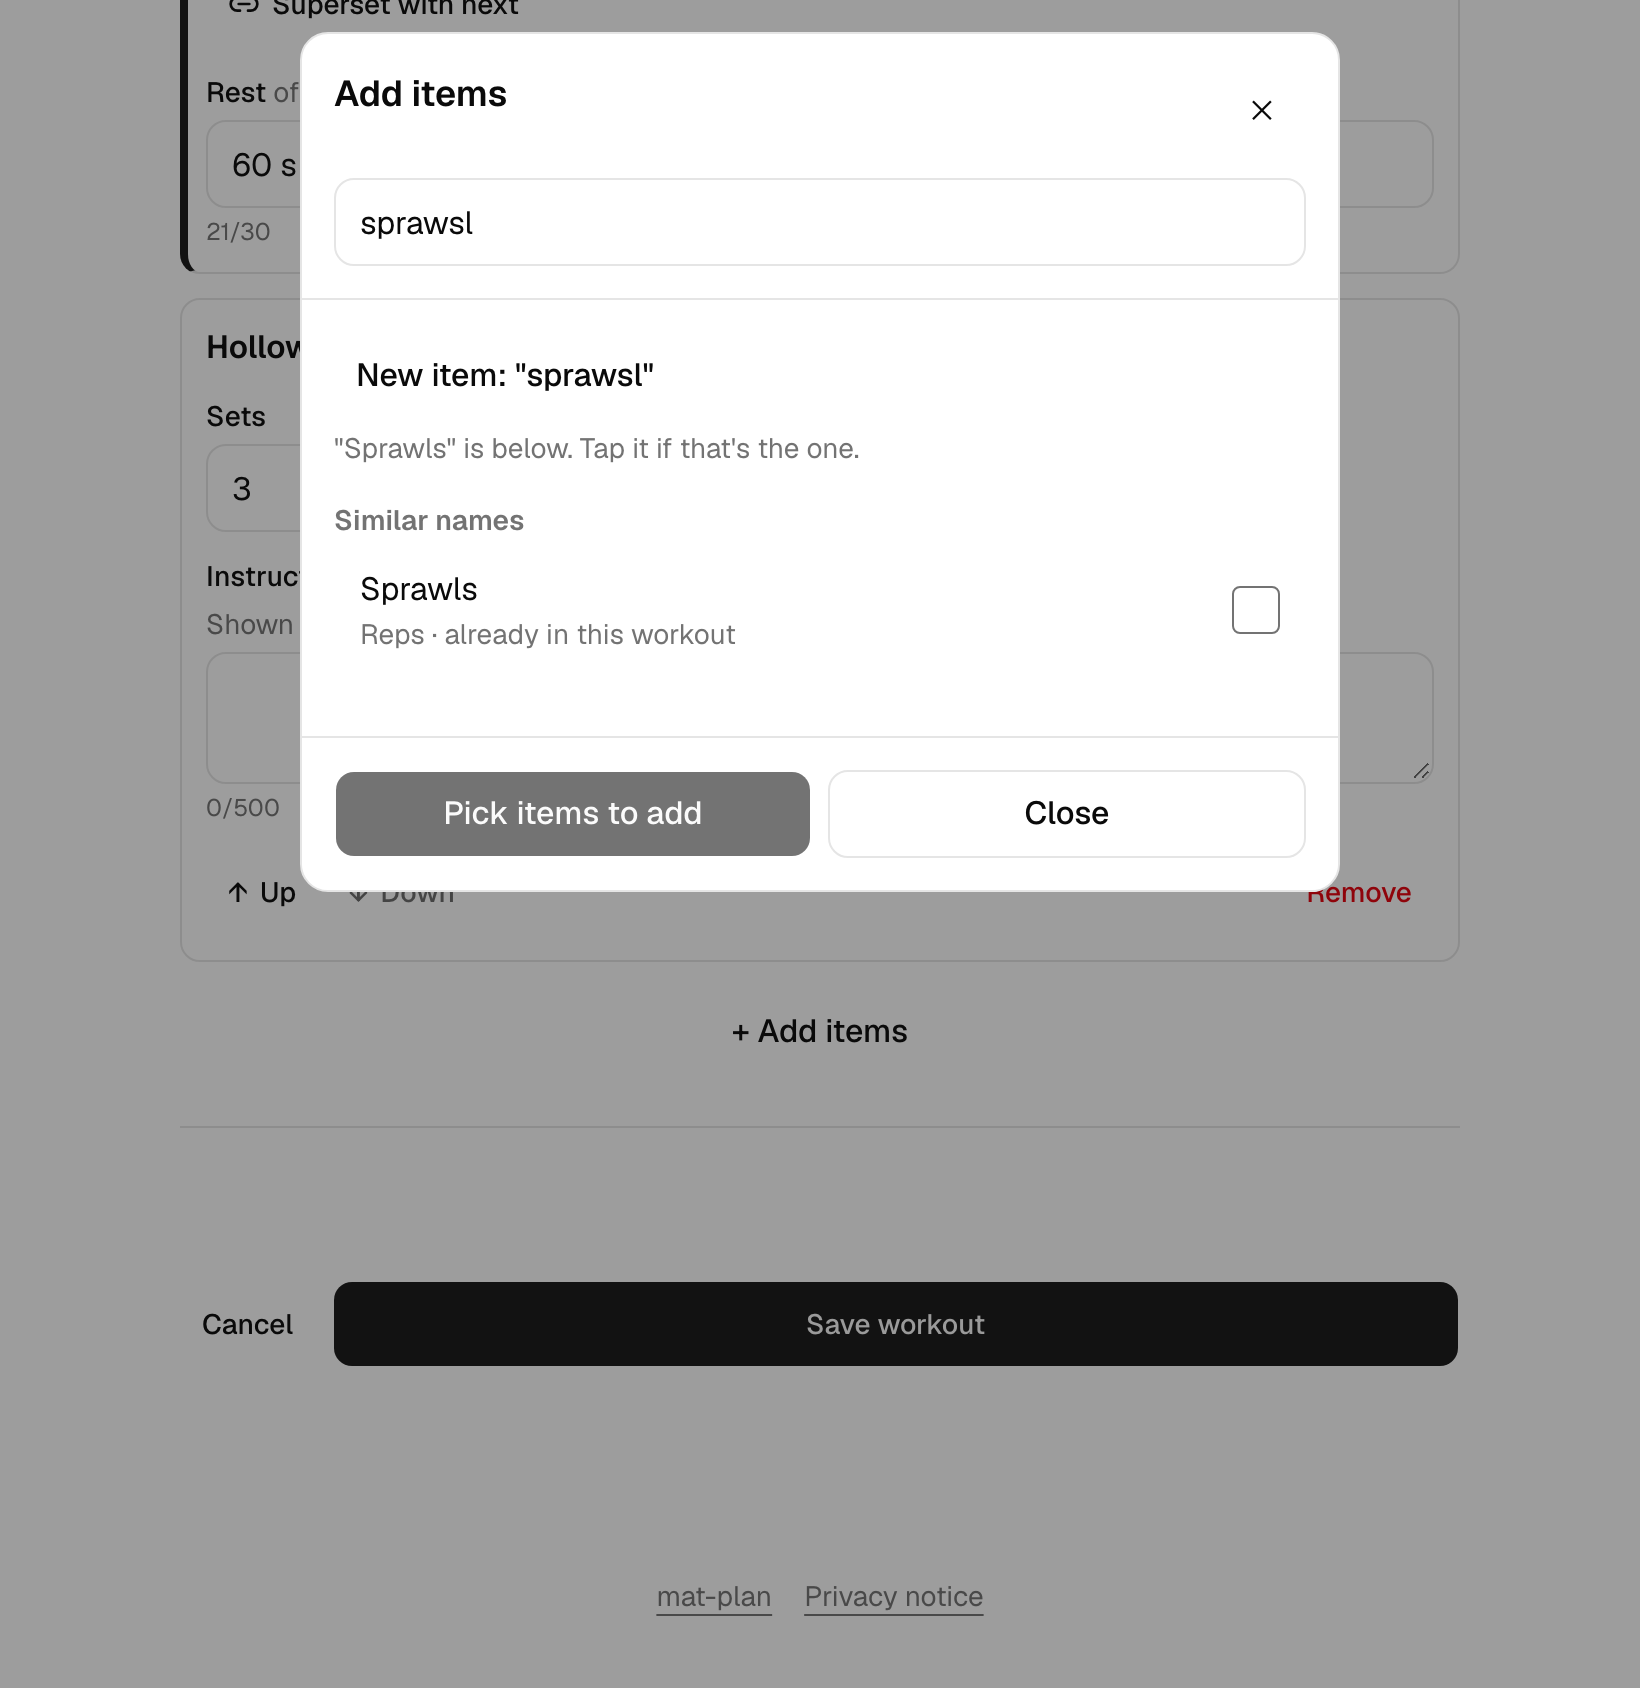 Superset with next
Add items
Rest of
60 s
sprawsl
21/30
Hollow
New item: "sprawsl"
Sets
"Sprawls" is below. Tap it if that's the one.
3
Similar names
Instruct
Sprawls
Shown
Reps · already in this workout
0/500
Pick items to add
Close
↑ Up
↓ Down
Remove
+ Add items
Cancel
Save workout
mat-plan
Privacy notice